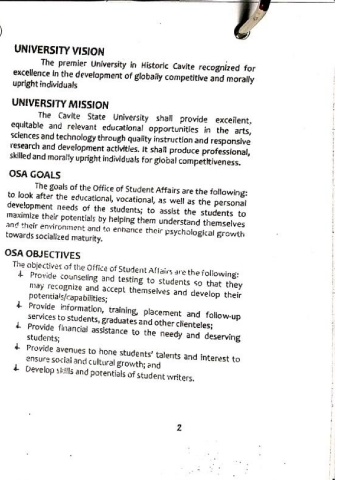 UNIVERSITY VISION
The premier University in Historic Cavite recognized for
excellence in the development of globally competitive and morally
upright individuals
UNIVERSITY MISSION
The Cavite State University shall provide excellent,
equitable and relevant educational opportunities in the arts,
sciences and technology through quality instruction and responsive
research and development activities. It shall produce professional,
skilled and morally upright individuals for global competitiveness.
OSA GOALS
The goals of the Office of Student Affairs are the following:
to look after the educational, vocational, as well as the personal
development needs of the students; to assist the students to
maximize their potentials by helping them understand themselves
and their environment and to enhance their psychological growth
towards socialized maturity.
OSA OBJECTIVES
The objectives of the Office of Student Affairs are the following:
Provide counseling and testing to students so that they
may recognize and accept themselves and develop their
potentials/capabilities;
Provide information, training, placement and follow-up
services to students, graduates and other clienteles;
Provide financial assistance to the needy and deserving
students;
Provide avenues to hone students' talents and interest to
ensure social and cultural growth; and
Develop skills and potentials of student writers.
2